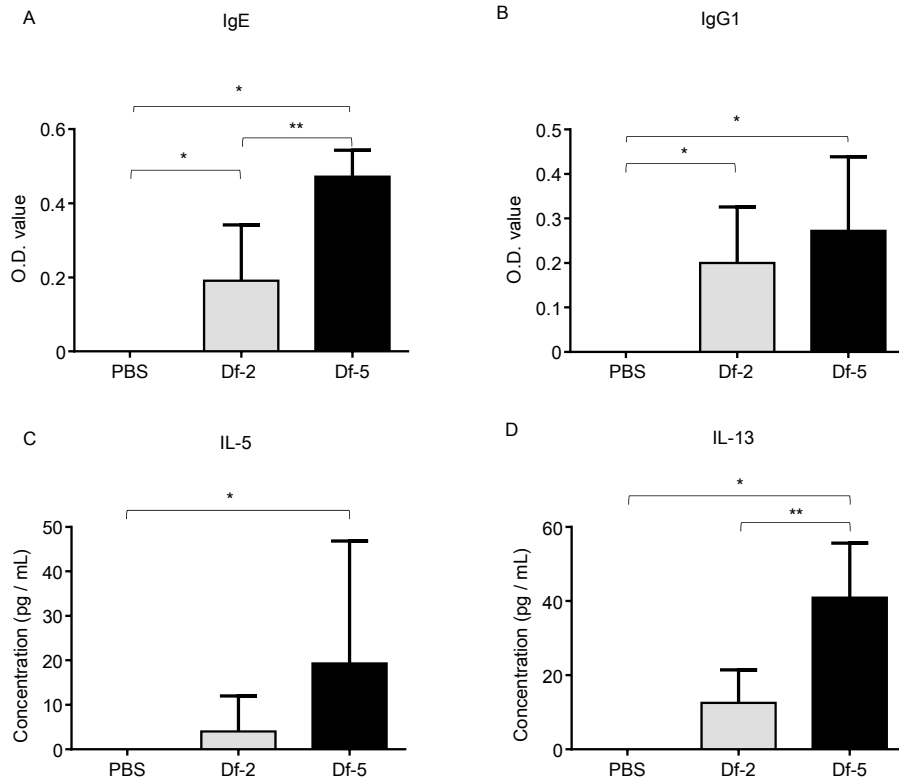 A
IgE
*
**
*
0.6
0.4
0.2
0
O.D. value
PBS Df-2 Df-5
B
IgG1
*
*
0.5
0.4
0.3
0.2
0.1
0
O.D. value
PBS Df-2 Df-5
C
IL-5
*
50
40
30
20
10
0
Concentration (pg / mL)
PBS Df-2 Df-5
D
IL-13
*
**
60
40
20
0
Concentration (pg / mL)
PBS Df-2 Df-5